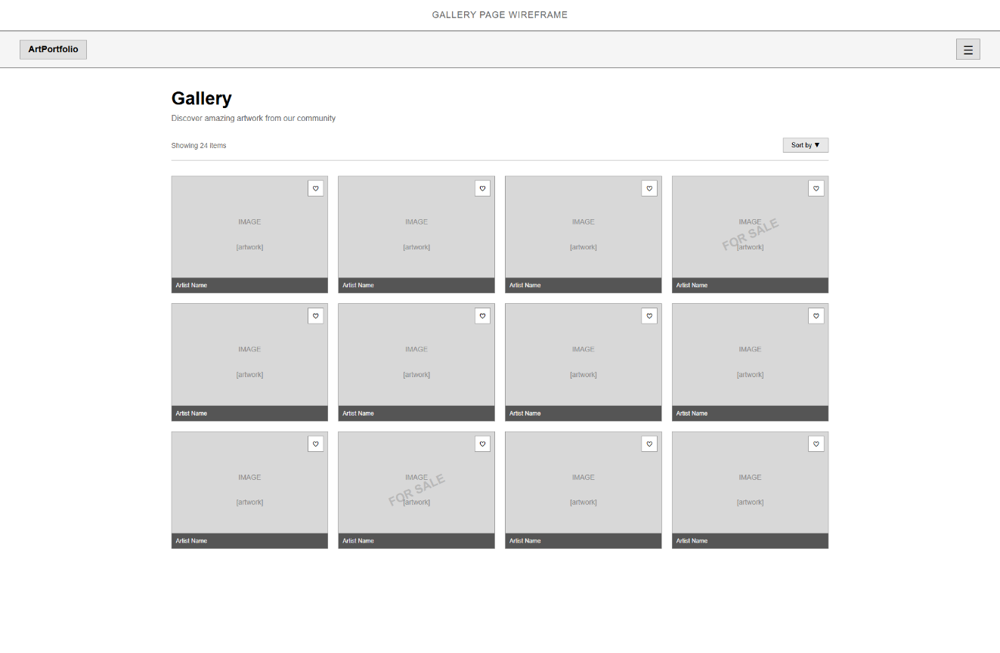 GALLERY PAGE WIREFRAME
ArtPortfolio
☰
Gallery
Discover amazing artwork from our community
Showing 24 items
Sort by ▼
♡
IMAGE
[artwork]
Artist Name
♡
IMAGE
[artwork]
Artist Name
♡
IMAGE
[artwork]
Artist Name
♡
IMAGE
FOR SALE
[artwork]
Artist Name
♡
IMAGE
[artwork]
Artist Name
♡
IMAGE
[artwork]
Artist Name
♡
IMAGE
[artwork]
Artist Name
♡
IMAGE
[artwork]
Artist Name
♡
IMAGE
[artwork]
Artist Name
♡
IMAGE
FOR SALE
[artwork]
Artist Name
♡
IMAGE
[artwork]
Artist Name
♡
IMAGE
[artwork]
Artist Name